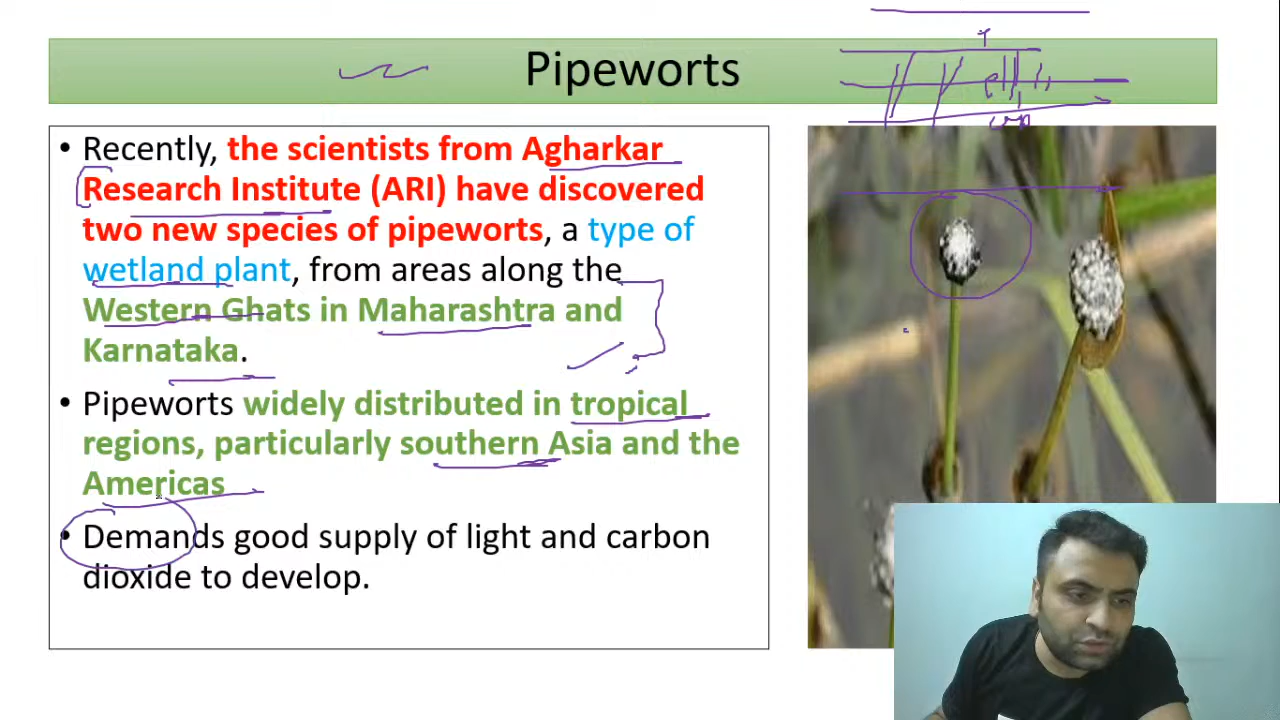 Pipeworts
• Recently, the scientists from Agharkar
Research Institute (ARI) have discovered
two new species of pipeworts, a type of
wetland plant, from areas along the
Western Ghats in Maharashtra and
Karnataka.
• Pipeworts widely distributed in tropical
regions, particularly southern Asia and the
Americas
• Demands good supply of light and carbon
dioxide to develop.